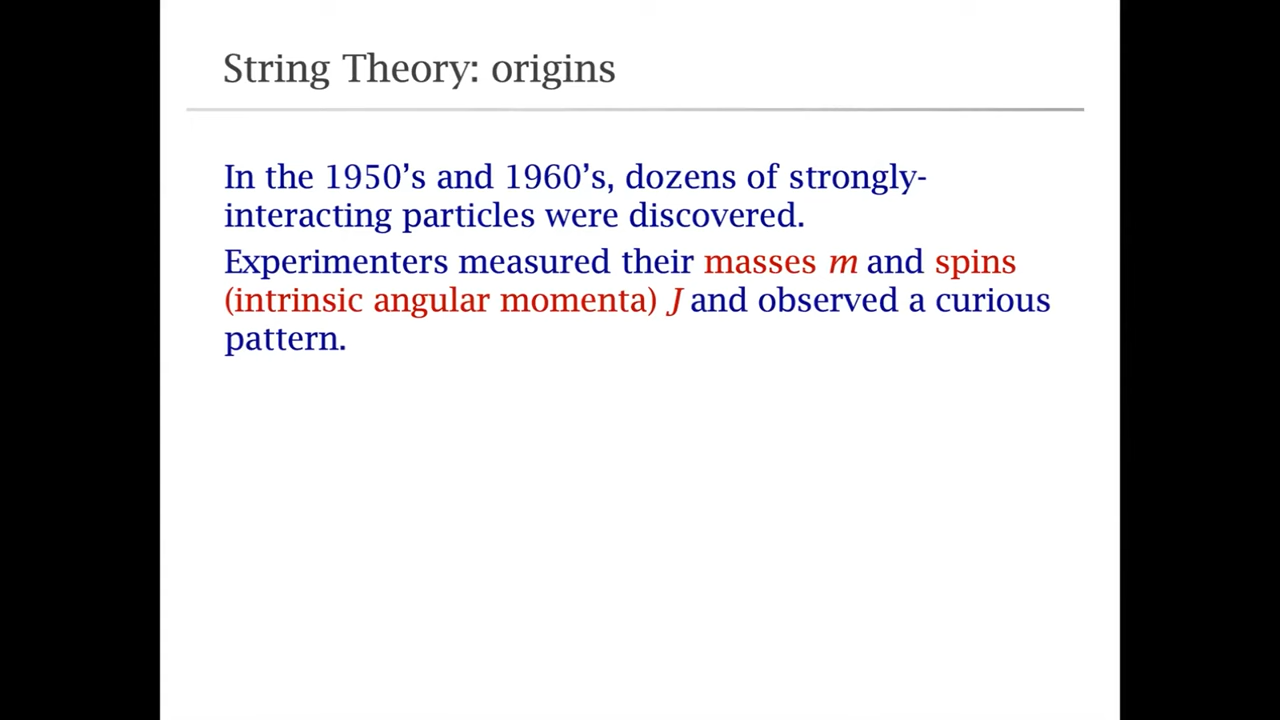 String Theory: origins
In the 1950’s and 1960’s, dozens of strongly-
interacting particles were discovered.
Experimenters measured their masses m and spins
(intrinsic angular momenta) J and observed a curious
pattern.